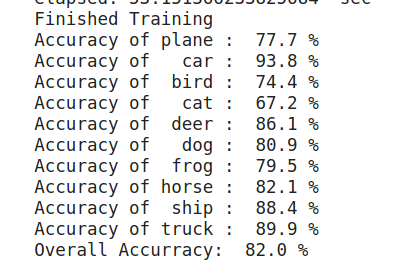 Finished Training
Accuracy of plane :  77.7 %
Accuracy of   car :  93.8 %
Accuracy of  bird :  74.4 %
Accuracy of   cat :  67.2 %
Accuracy of  deer :  86.1 %
Accuracy of   dog :  80.9 %
Accuracy of  frog :  79.5 %
Accuracy of horse :  82.1 %
Accuracy of  ship :  88.4 %
Accuracy of truck :  89.9 %
Overall Accurracy:  82.0 %